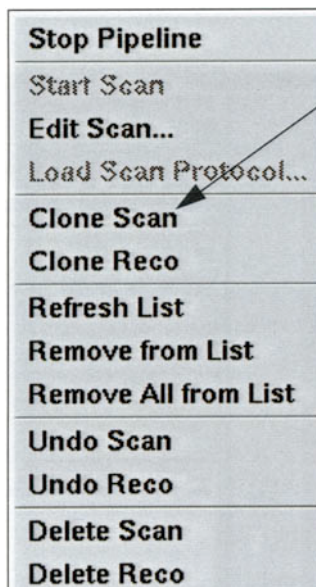 Stop Pipeline
Start Scan
Edit Scan...
Load Scan Protocol...
Clone Scan
Clone Reco
Refresh List
Remove from List
Remove All from List
Undo Scan
Undo Reco
Delete Scan
Delete Reco